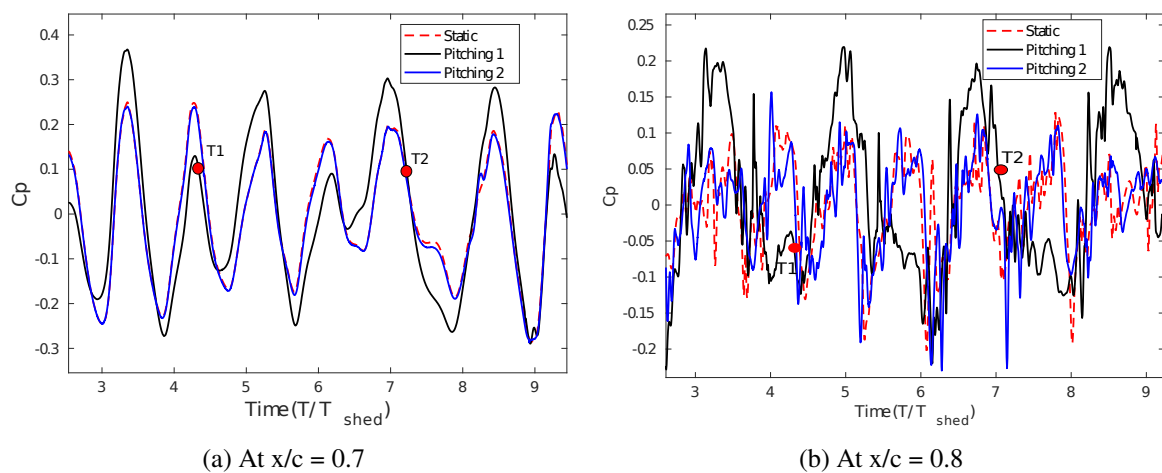 Static
Pitching 1
Pitching 2
T1
T2
Cp
0.4
0.3
0.2
0.1
0
-0.1
-0.2
-0.3
3 4 5 6 7 8 9
Time(T/T shed)
(a) At x/c = 0.7
Static
Pitching 1
Pitching 2
T2
T1
Cp
0.25
0.2
0.15
0.1
0.05
0
-0.05
-0.1
-0.15
-0.2
3 4 5 6 7 8 9
Time(T/T shed)
(b) At x/c = 0.8